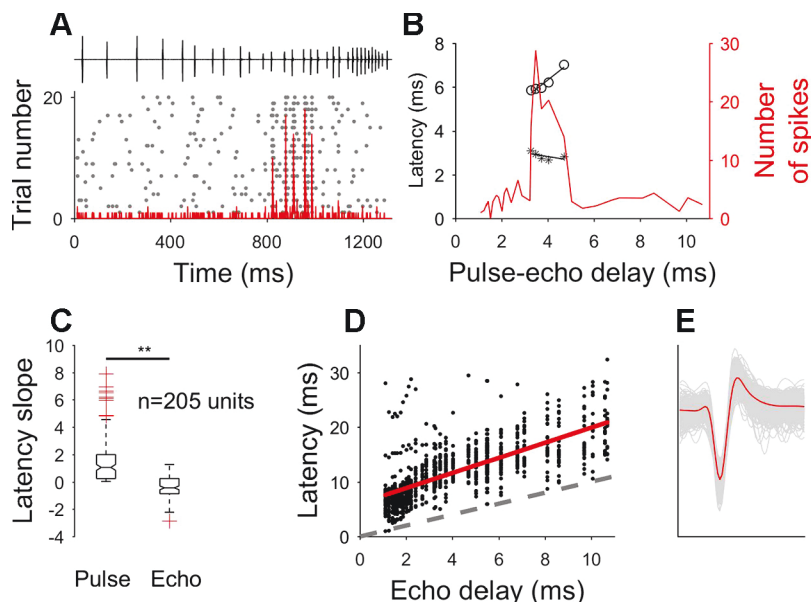 A
Trial number
20
10
0
0
400
800
1200
Time (ms)
B
Latency (ms)
8
6
4
2
0
0
2
4
6
8
10
Pulse-echo delay (ms)
30
20
10
0
Number
of spikes
C
Latency slope
10
8
6
4
2
0
-2
-4
**
n=205 units
Pulse
Echo
D
Latency (ms)
30
20
10
0
0
2
4
6
8
10
Echo delay (ms)
E